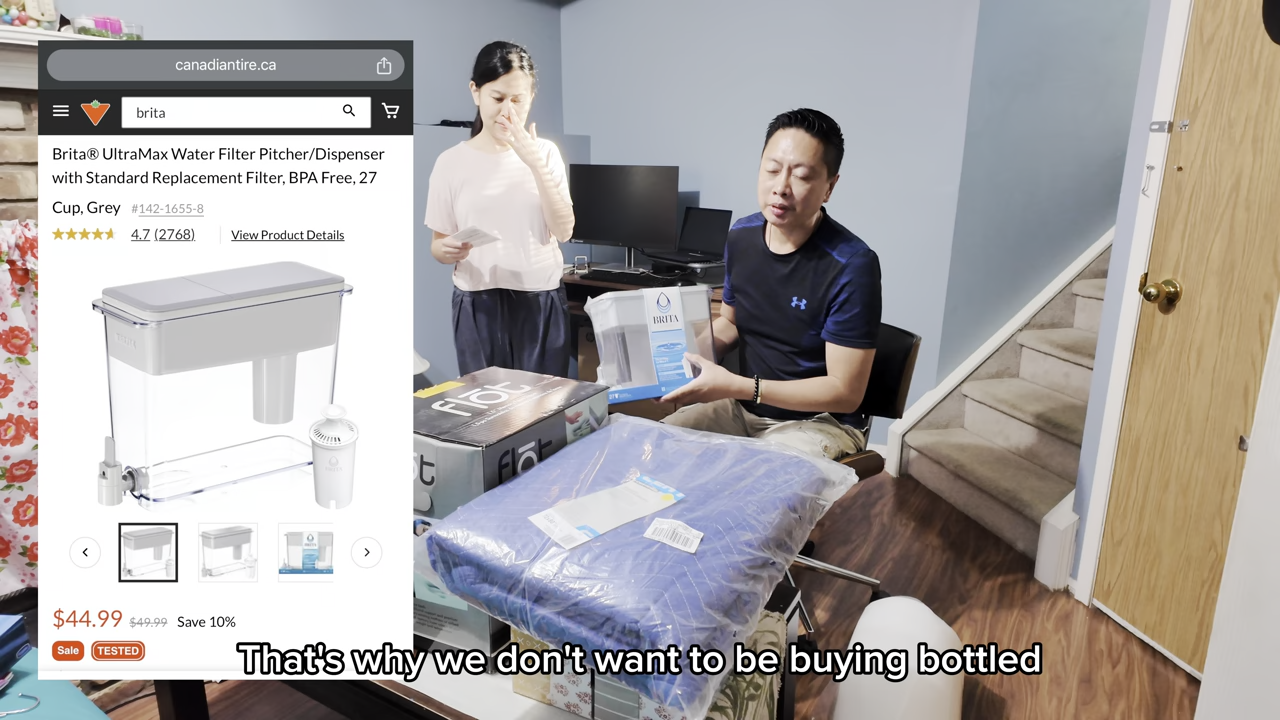 canadiantire.ca
brita
Brita® UltraMax Water Filter Pitcher/Dispenser
with Standard Replacement Filter, BPA Free, 27
Cup, Grey #142-1655-8
4.7 (2768) View Product Details
BRITA
flōt
$44.99 $49.99 Save 10%
Sale TESTED
That's why we don't want to be buying bottled